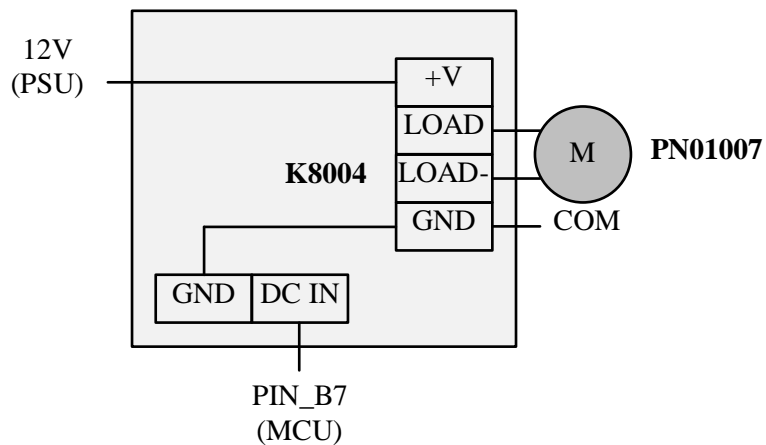 12V
(PSU)
+V
LOAD
LOAD-
GND
K8004
M
PN01007
COM
GND
DC IN
PIN_B7
(MCU)